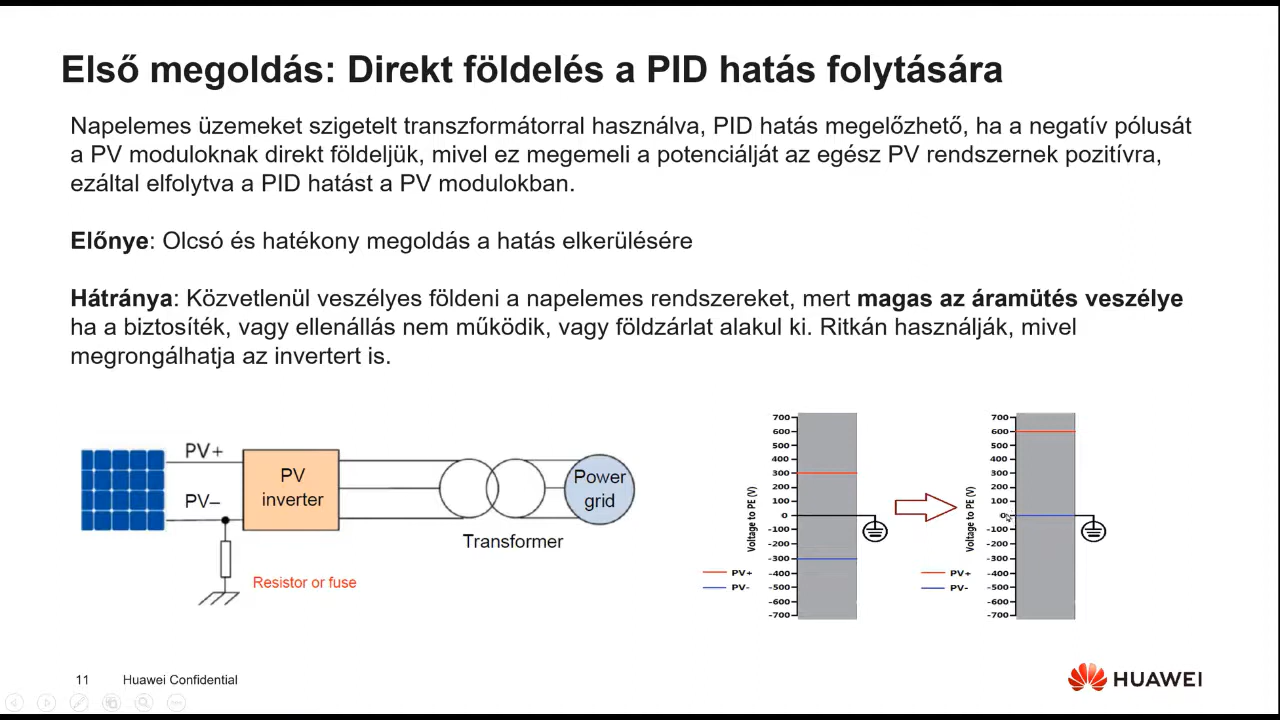 Első megoldás: Direkt földelés a PID hatás folytására
Napelemes üzemeket szigetelt transzformátorral használva, PID hatás megelőzhető, ha a negatív pólusát
a PV moduloknak direkt földeljük, mivel ez megemeli a potenciálját az egész PV rendszernek pozitívra,
ezáltal elfolytva a PID hatást a PV modulokban.
Előnye: Olcsó és hatékony megoldás a hatás elkerülésére
Hátránya: Közvetlenül veszélyes földeni a napelemes rendszereket, mert magas az áramütés veszélye
ha a biztosíték, vagy ellenállás nem működik, vagy földzárlat alakul ki. Ritkán használják, mivel
megrongálhatja az invertert is.
PV+
PV–
PV
inverter
Resistor or fuse
Transformer
Power
grid
Voltage to PE (V)
700
600
500
400
300
200
100
0
-100
-200
-300
-400
-500
-600
-700
PV+
PV-
Voltage to PE (V)
700
600
500
400
300
200
100
0
-100
-200
-300
-400
-500
-600
-700
PV+
PV-
11
Huawei Confidential
HUAWEI